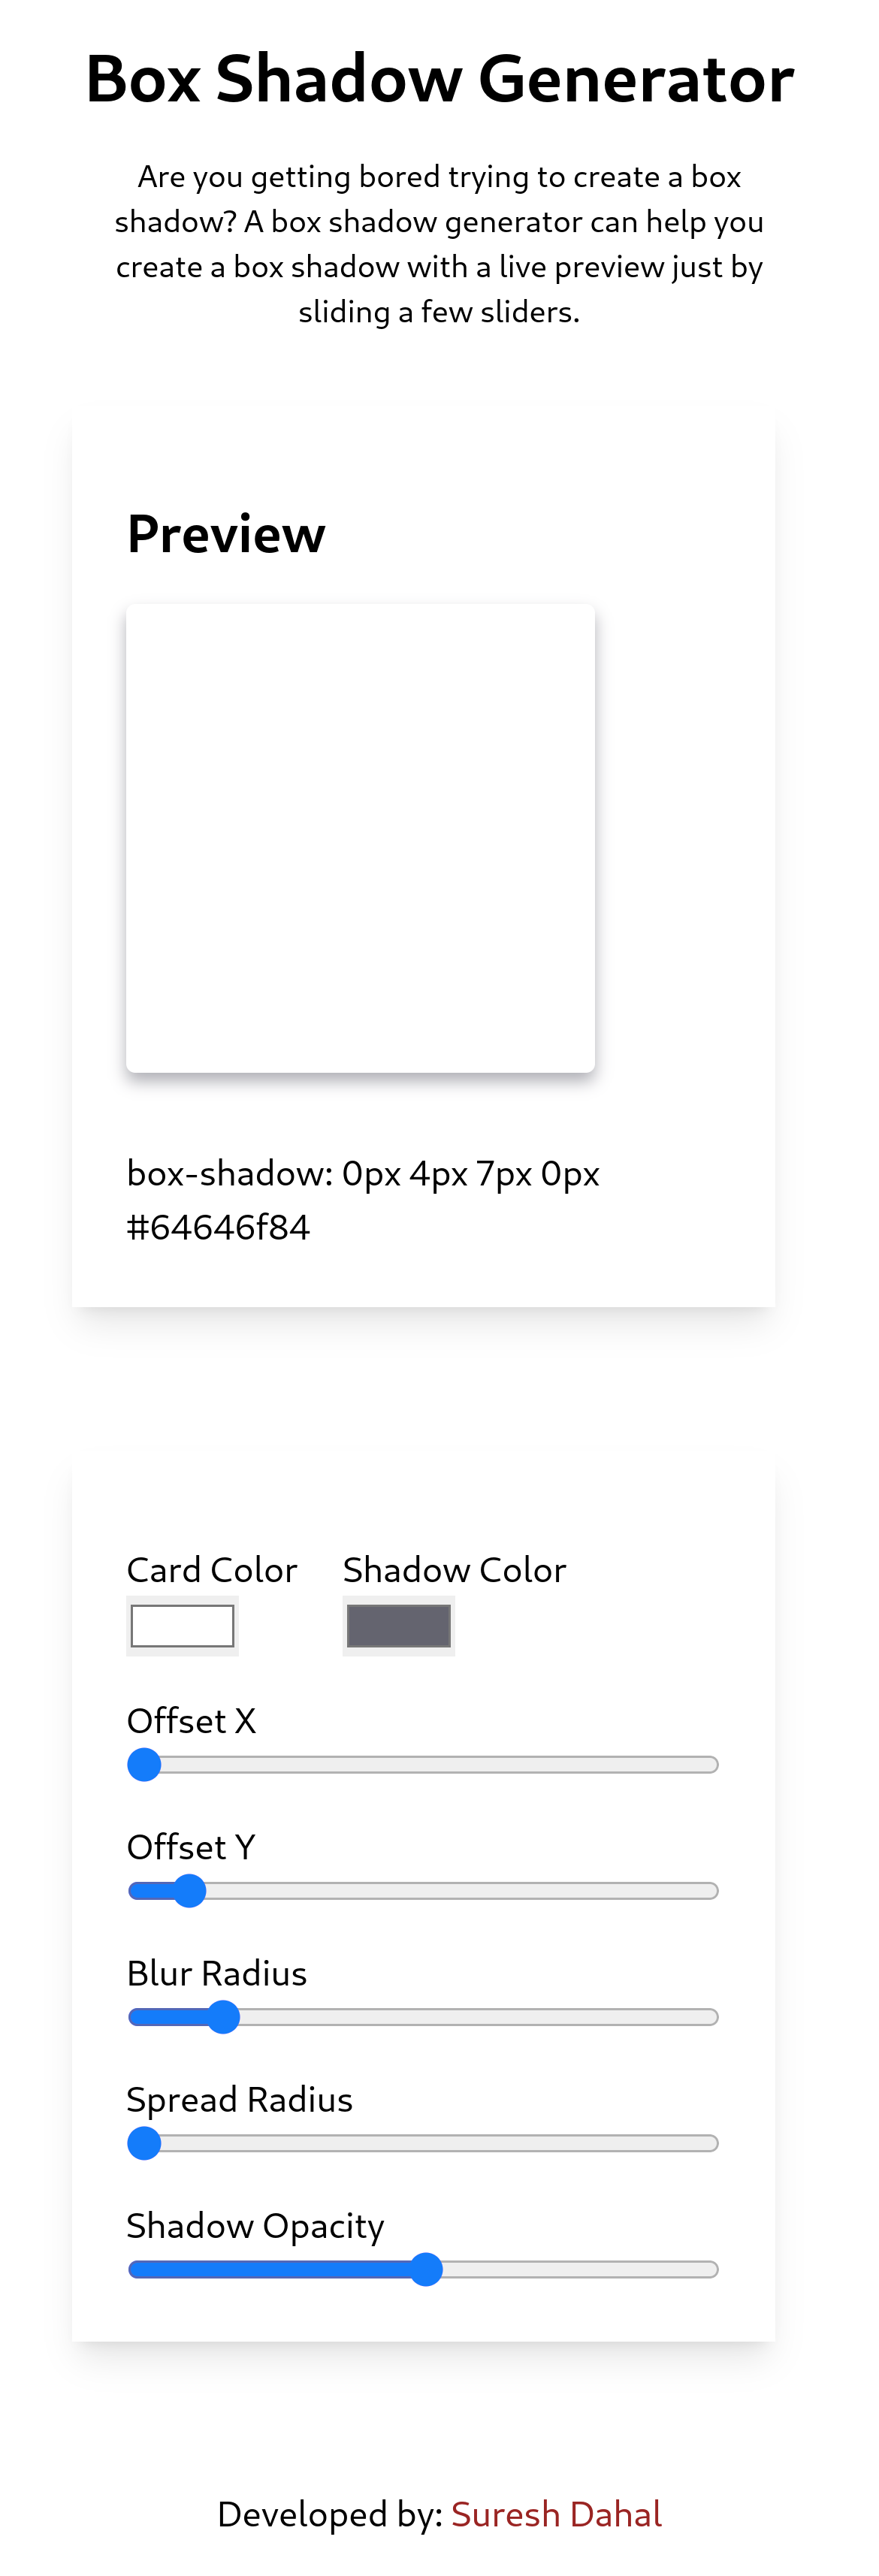 Box Shadow Generator
Are you getting bored trying to create a box
shadow? A box shadow generator can help you
create a box shadow with a live preview just by
sliding a few sliders.
Preview
box-shadow: 0px 4px 7px 0px
#64646f84
Card Color
Shadow Color
Offset X
Offset Y
Blur Radius
Spread Radius
Shadow Opacity
Developed by: Suresh Dahal